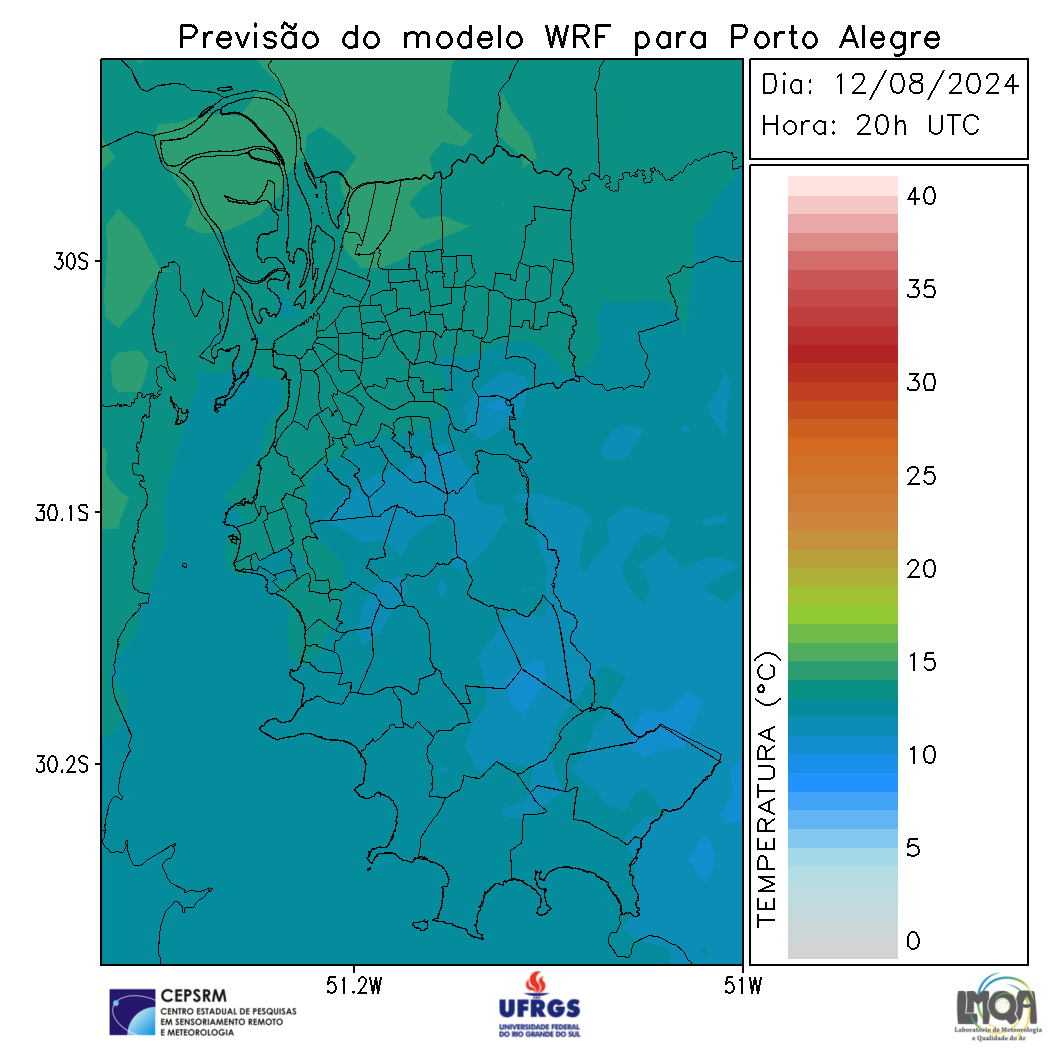 Previsão do modelo WRF para Porto Alegre
Dia: 12/08/2024
Hora: 20h UTC
40
35
30
25
20
15
10
5
0
TEMPERATURA (°C)
30S
30.1S
30.2S
51.2W
51W
CEPSRM
CENTRO ESTADUAL DE PESQUISAS
EM SENSORIAMENTO REMOTO
E METEOROLOGIA
UFRGS
UNIVERSIDADE FEDERAL
DO RIO GRANDE DO SUL
LMQA
Laboratório de Meteorologia
e Qualidade do Ar